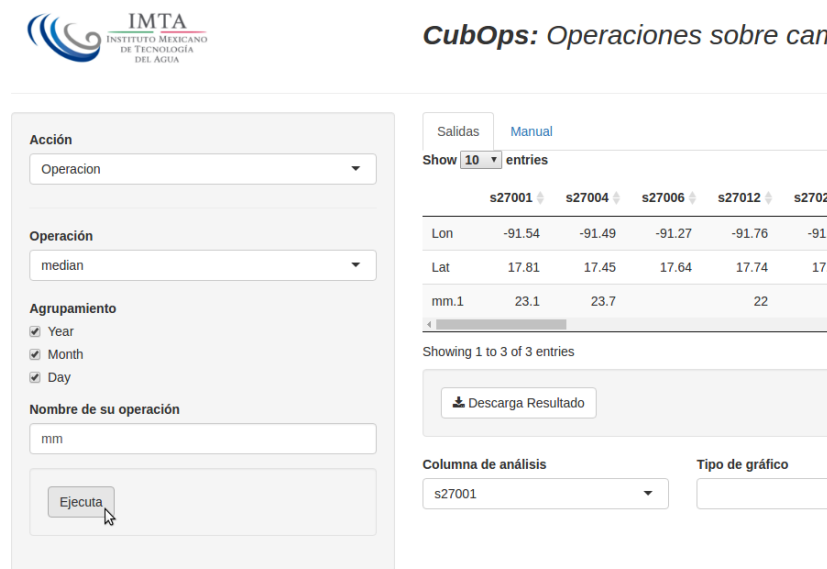 IMTA
INSTITUTO MEXICANO
DE TECNOLOGÍA
DEL AGUA
CubOps: Operaciones sobre can
Acción
Operacion
Operación
median
Agrupamiento
Year
Month
Day
Nombre de su operación
mm
Ejecuta
Salidas Manual
Show 10 entries
s27001 s27004 s27006 s27012 s2702
Lon -91.54 -91.49 -91.27 -91.76 -91
Lat 17.81 17.45 17.64 17.74 17
mm.1 23.1 23.7 22
Showing 1 to 3 of 3 entries
Descarga Resultado
Columna de análisis Tipo de gráfico
s27001